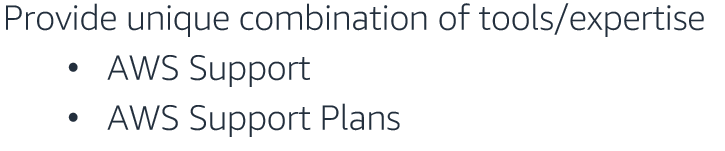 Provide unique combination of tools/expertise
• AWS Support
• AWS Support Plans